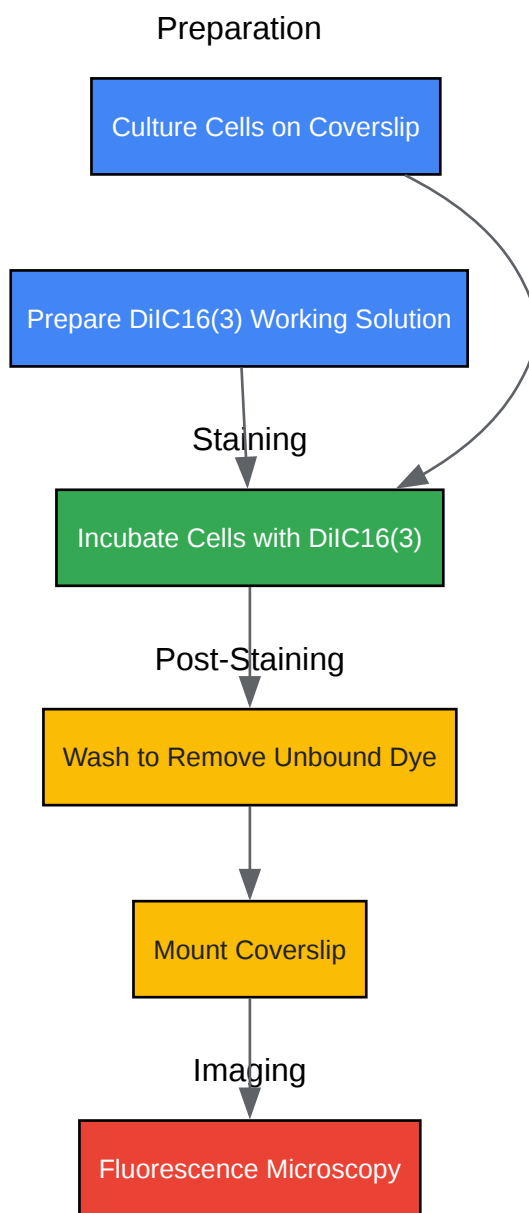 Preparation
Culture Cells on Coverslip
Prepare DiIC16(3) Working Solution
Staining
Incubate Cells with DiIC16(3)
Post-Staining
Wash to Remove Unbound Dye
Mount Coverslip
Imaging
Fluorescence Microscopy